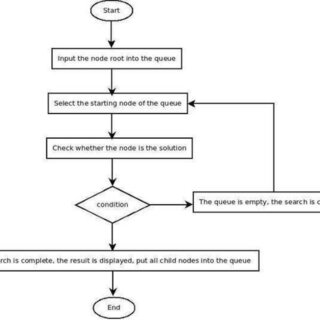 Start
Input the node root into the queue
Select the starting node of the queue
Check whether the node is the solution
condition
The queue is empty, the search is
is complete, the result is displayed, put all child nodes into the queue
End